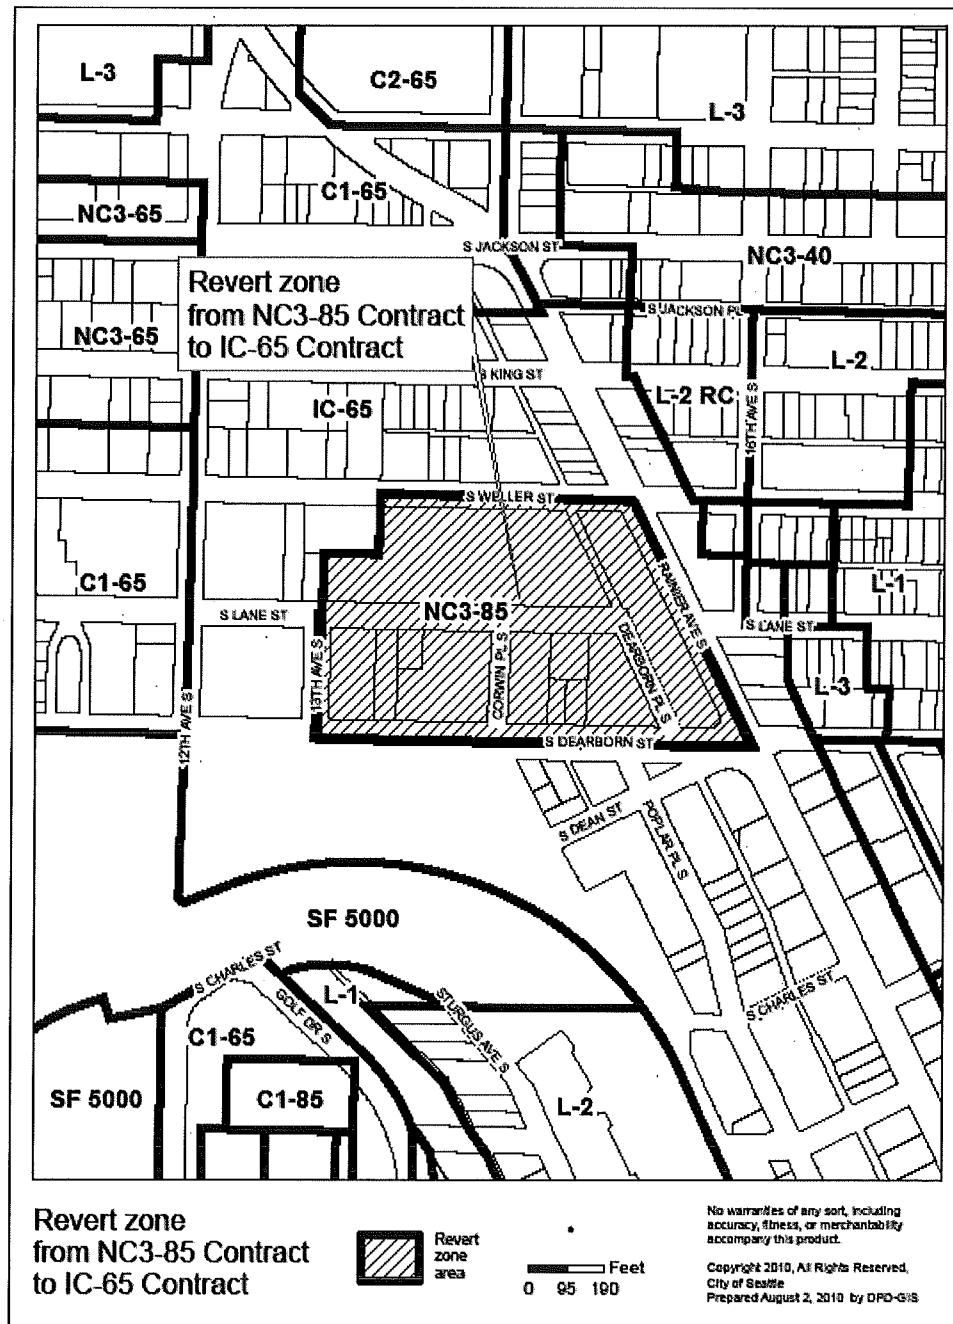 L-3
C2-65
L-3
C1-65
NC3-65
S JACKSON ST
NC3-40
Revert zone
from NC3-85 Contract
to IC-65 Contract
S JACKSON PL
NC3-65
L-2
S KING ST
L-2 RC
16TH AVE S
IC-65
S WELLER ST
C1-65
L-1
RAINIER AVE S
S LANE ST
NC3-85
S LANE ST
DEARBORN PL S
CORWIN PL S
13TH AVE S
L-3
12TH AVE S
S DEARBORN ST
S DEAN ST
POPLAR PL S
SF 5000
S CHARLES ST
L-1
GOLF DR S
STURGUS AVE S
S CHARLES ST
C1-65
SF 5000
C1-85
L-2
Revert zone
from NC3-85 Contract
to IC-65 Contract
Revert
zone
area
Feet
0 95 190
No warranties of any sort, including
accuracy, fitness, or merchantability
accompany this product.
Copyright 2010, All Rights Reserved,
City of Seattle
Prepared August 2, 2010 by DPD-GIS